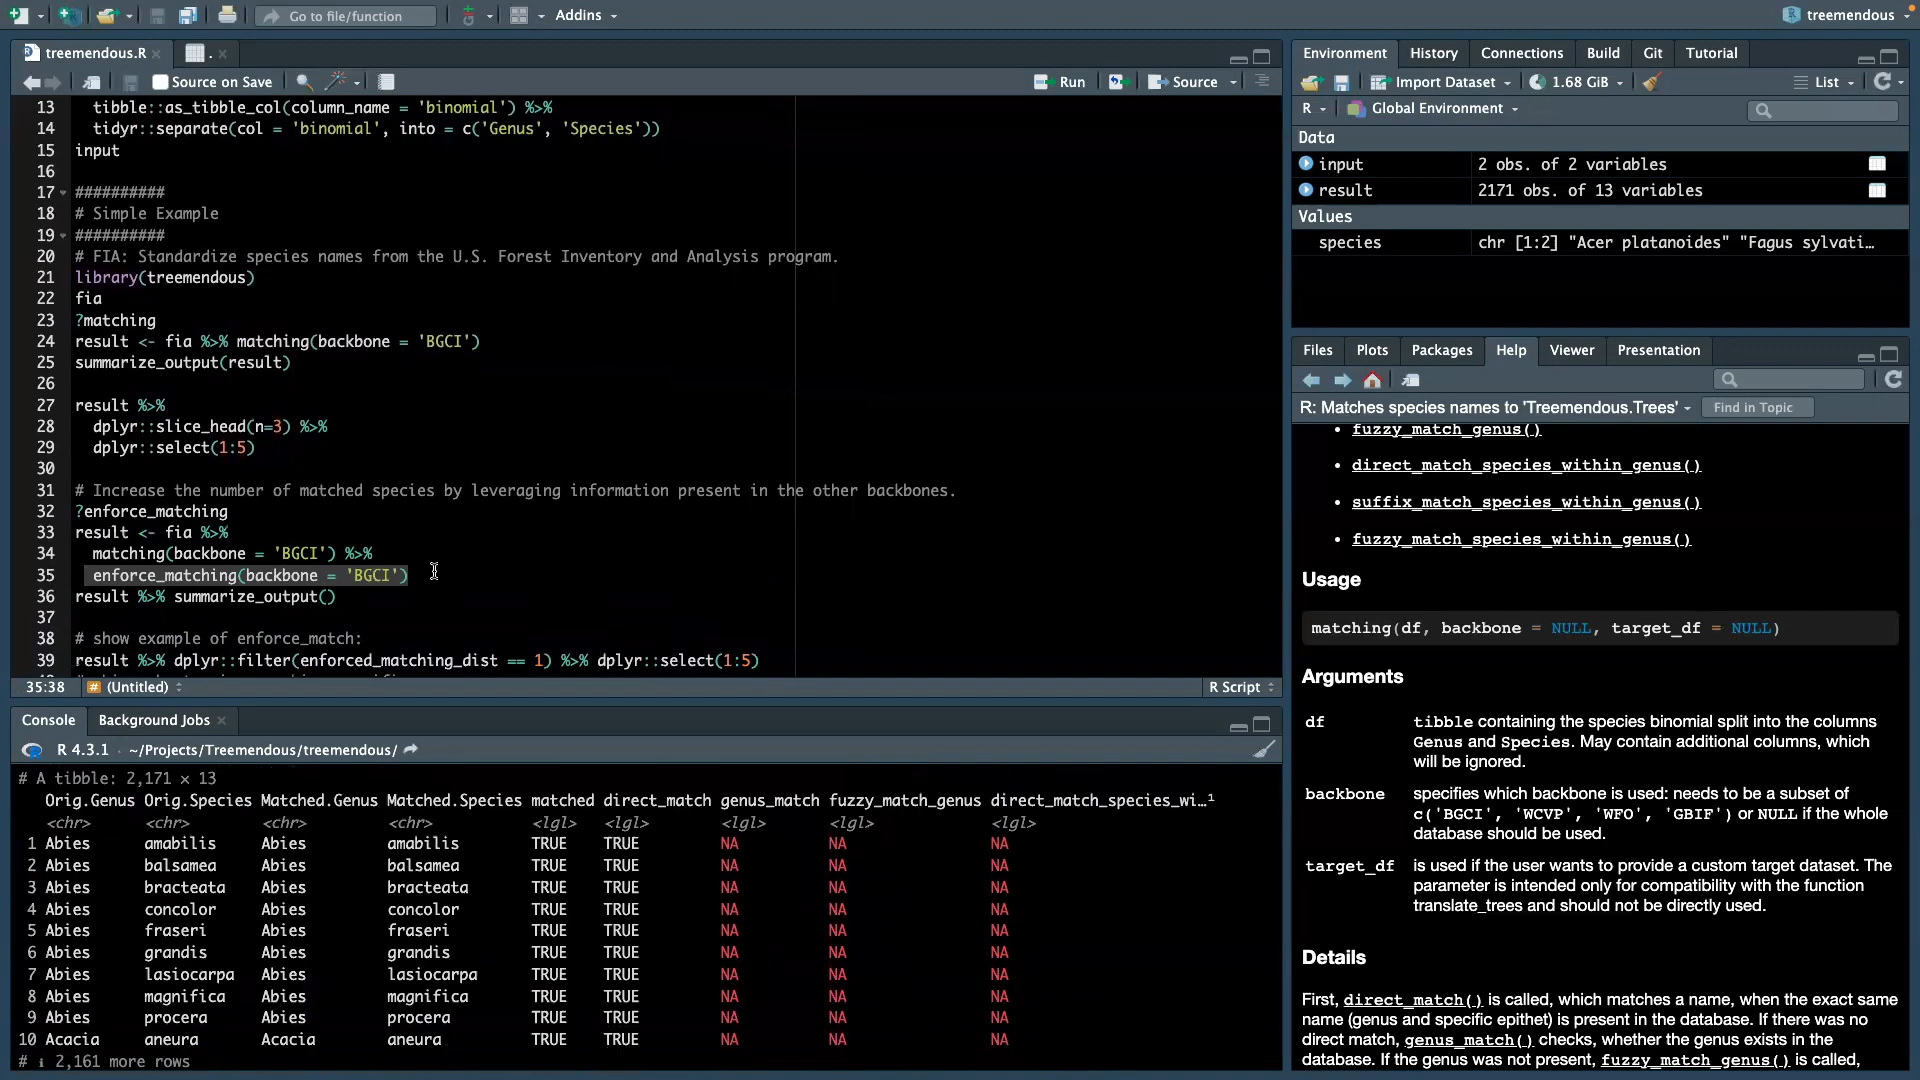 Go to file/function
Addins
treemendous
treemendous.R
.
Source on Save
Run
Source
13 tibble::as_tibble_col(column_name = 'binomial') %>%
14 tidyr::separate(col = 'binomial', into = c('Genus', 'Species'))
15 input
16
17 ##########
18 # Simple Example
19 ##########
20 # FIA: Standardize species names from the U.S. Forest Inventory and Analysis program.
21 library(treemendous)
22 fia
23 ?matching
24 result <- fia %>% matching(backbone = 'BGCI')
25 summarize_output(result)
26
27 result %>%
28 dplyr::slice_head(n=3) %>%
29 dplyr::select(1:5)
30
31 # Increase the number of matched species by leveraging information present in the other backbones.
32 ?enforce_matching
33 result <- fia %>%
34 matching(backbone = 'BGCI') %>%
35 enforce_matching(backbone = 'BGCI')
36 result %>% summarize_output()
37
38 # show example of enforce_match:
39 result %>% dplyr::filter(enforced_matching_dist == 1) %>% dplyr::select(1:5)
35:38 # (Untitled) R Script
Console Background Jobs
R 4.3.1 · ~/Projects/Treemendous/treemendous/
# A tibble: 2,171 × 13
Orig.Genus Orig.Species Matched.Genus Matched.Species matched direct_match genus_match fuzzy_match_genus direct_match_species_wi…¹
<chr> <chr> <chr> <chr> <lgl> <lgl> <lgl> <lgl> <lgl>
1 Abies amabilis Abies amabilis TRUE TRUE NA NA NA
2 Abies balsamea Abies balsamea TRUE TRUE NA NA NA
3 Abies bracteata Abies bracteata TRUE TRUE NA NA NA
4 Abies concolor Abies concolor TRUE TRUE NA NA NA
5 Abies fraseri Abies fraseri TRUE TRUE NA NA NA
6 Abies grandis Abies grandis TRUE TRUE NA NA NA
7 Abies lasiocarpa Abies lasiocarpa TRUE TRUE NA NA NA
8 Abies magnifica Abies magnifica TRUE TRUE NA NA NA
9 Abies procera Abies procera TRUE TRUE NA NA NA
10 Acacia aneura Acacia aneura TRUE TRUE NA NA NA
# ℹ 2,161 more rows
Environment History Connections Build Git Tutorial
Import Dataset 1.68 GiB List
R Global Environment
Data
input 2 obs. of 2 variables
result 2171 obs. of 13 variables
Values
species chr [1:2] "Acer platanoides" "Fagus sylvati…
Files Plots Packages Help Viewer Presentation
R: Matches species names to 'Treemendous.Trees' Find in Topic
• fuzzy_match_genus()
• direct_match_species_within_genus()
• suffix_match_species_within_genus()
• fuzzy_match_species_within_genus()
Usage
matching(df, backbone = NULL, target_df = NULL)
Arguments
df tibble containing the species binomial split into the columns
Genus and Species. May contain additional columns, which
will be ignored.
backbone specifies which backbone is used: needs to be a subset of
c('BGCI', 'WCVP', 'WFO', 'GBIF') or NULL if the whole
database should be used.
target_df is used if the user wants to provide a custom target dataset. The
parameter is intended only for compatibility with the function
translate_trees and should not be directly used.
Details
First, direct_match() is called, which matches a name, when the exact same
name (genus and specific epithet) is present in the database. If there was no
direct match, genus_match() checks, whether the genus exists in the
database. If the genus was not present, fuzzy_match_genus() is called,